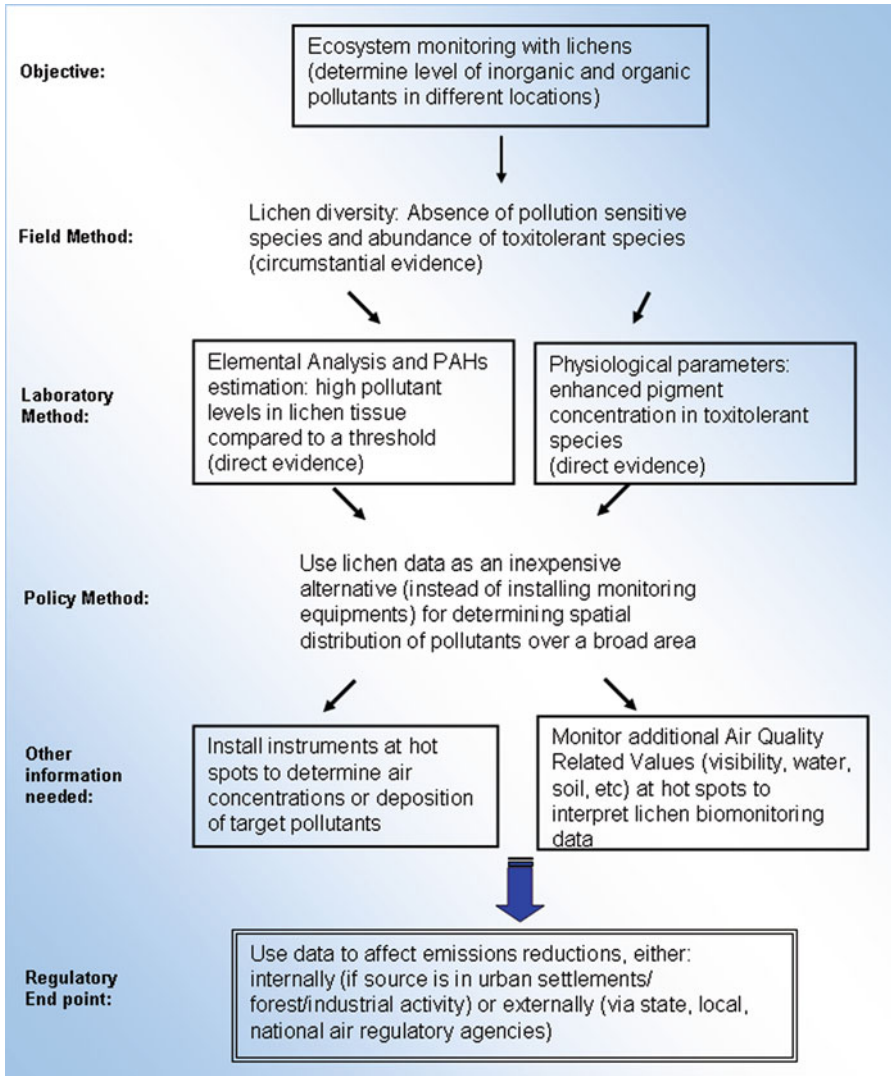 Objective:
Ecosystem monitoring with lichens
(determine level of inorganic and organic
pollutants in different locations)
Field Method:
Lichen diversity: Absence of pollution sensitive
species and abundance of toxitolerant species
(circumstantial evidence)
Laboratory
Method:
Elemental Analysis and PAHs
estimation: high pollutant
levels in lichen tissue
compared to a threshold
(direct evidence)
Physiological parameters:
enhanced pigment
concentration in toxitolerant
species
(direct evidence)
Policy Method:
Use lichen data as an inexpensive
alternative (instead of installing monitoring
equipments) for determining spatial
distribution of pollutants over a broad area
Other
information
needed:
Install instruments at hot
spots to determine air
concentrations or deposition
of target pollutants
Monitor additional Air Quality
Related Values (visibility, water,
soil, etc) at hot spots to
interpret lichen biomonitoring
data
Regulatory
End point:
Use data to affect emissions reductions, either:
internally (if source is in urban settlements/
forest/industrial activity) or externally (via state, local,
national air regulatory agencies)